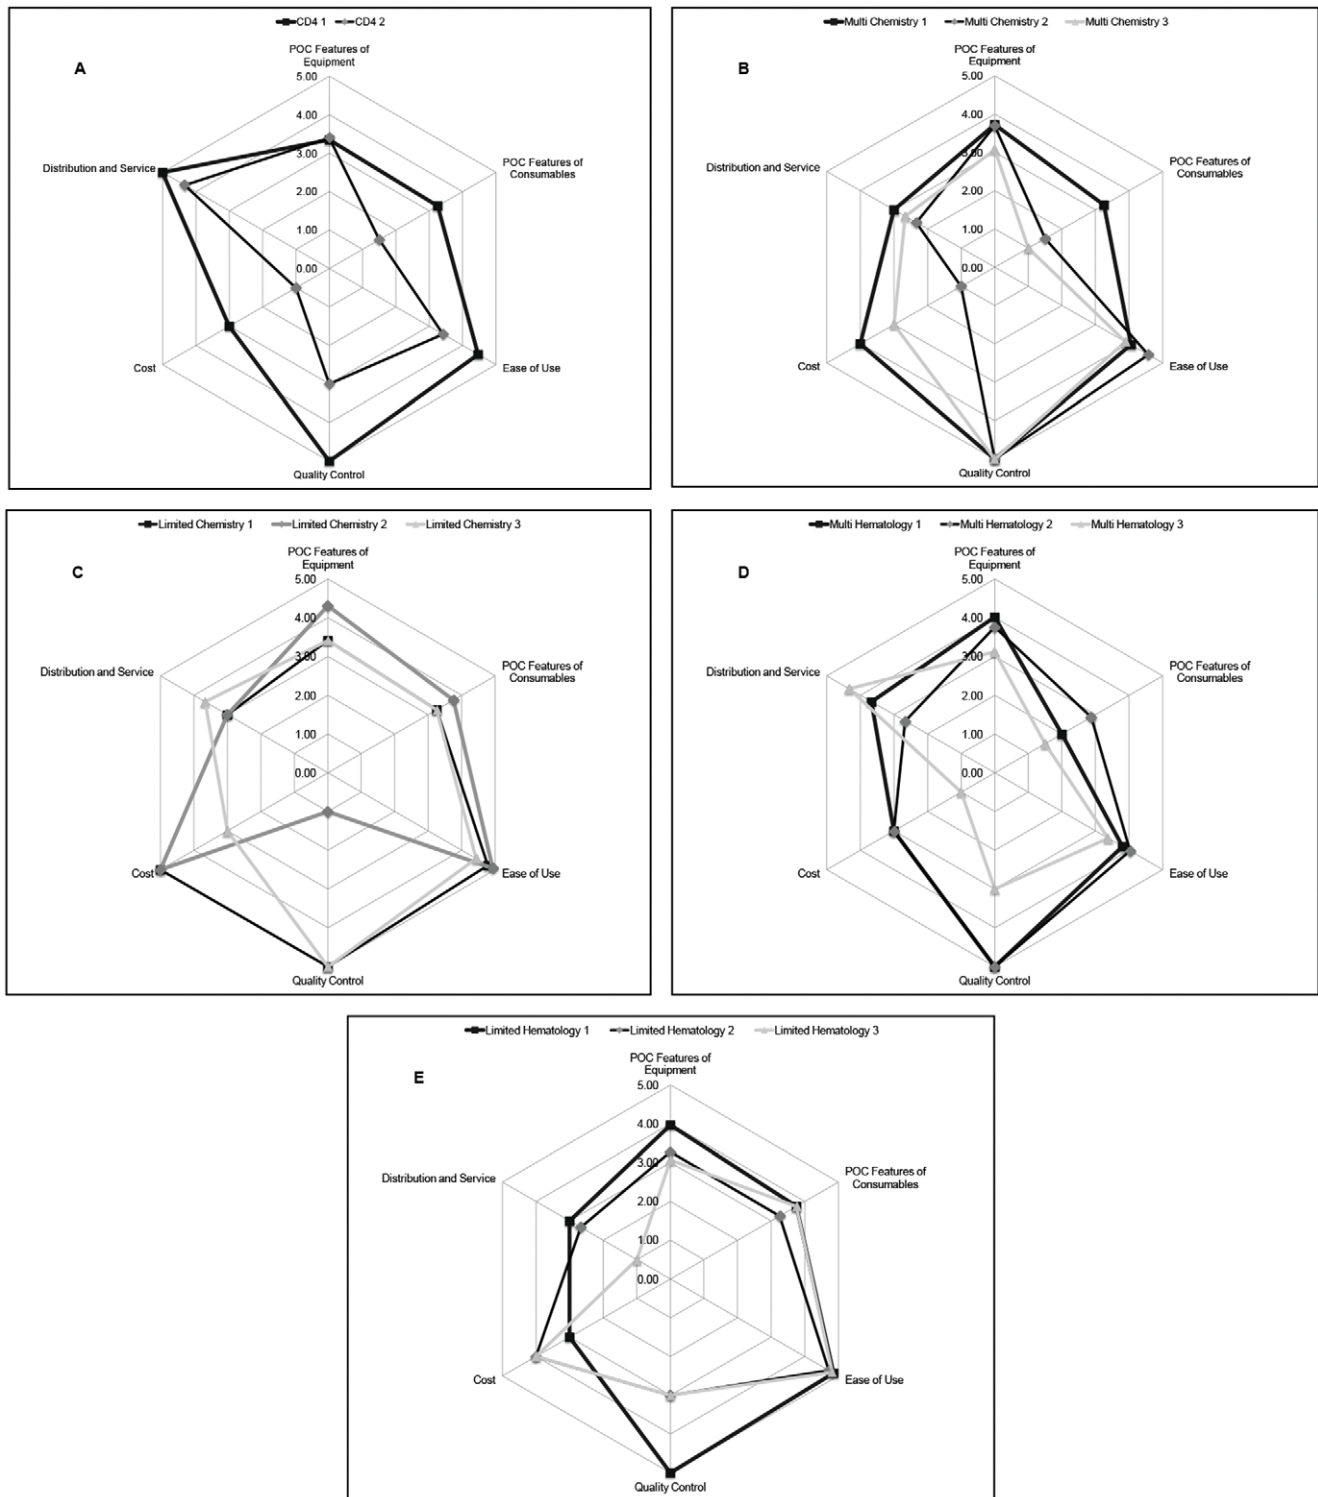 CD4 1 CD4 2
A
POC Features of
Equipment
5.00
4.00
3.00
2.00
1.00
0.00
POC Features of
Consumables
Distribution and Service
Cost
Ease of Use
Quality Control
Multi Chemistry 1 Multi Chemistry 2 Multi Chemistry 3
B
POC Features of
Equipment
5.00
4.00
3.00
2.00
1.00
0.00
POC Features of
Consumables
Distribution and Service
Cost
Ease of Use
Quality Control
Limited Chemistry 1 Limited Chemistry 2 Limited Chemistry 3
C
POC Features of
Equipment
5.00
4.00
3.00
2.00
1.00
0.00
POC Features of
Consumables
Distribution and Service
Cost
Ease of Use
Quality Control
Multi Hematology 1 Multi Hematology 2 Multi Hematology 3
D
POC Features of
Equipment
5.00
4.00
3.00
2.00
1.00
0.00
POC Features of
Consumables
Distribution and Service
Cost
Ease of Use
Quality Control
Limited Hematology 1 Limited Hematology 2 Limited Hematology 3
E
POC Features of
Equipment
5.00
4.00
3.00
2.00
1.00
0.00
POC Features of
Consumables
Distribution and Service
Cost
Ease of Use
Quality Control